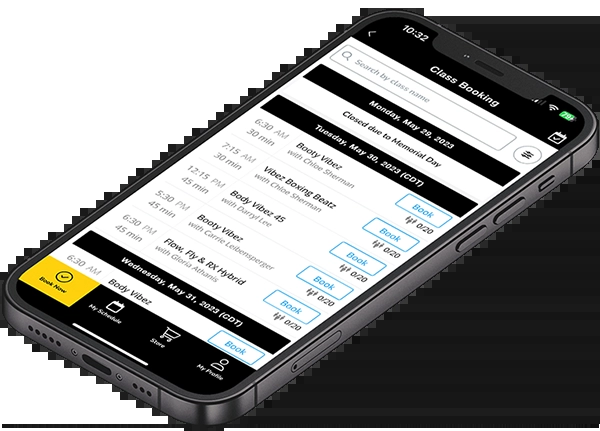 10:32
Class Booking
Search by class name
Monday, May 29, 2023
Closed due to Memorial Day
Tuesday, May 30, 2023 (CDT)
6:30 AM Booty Vibez
30 min with Chloe Sherman
Book
0/20
7:15 AM Vibez Boxing Beatz
30 min with Chloe Sherman
Book
0/20
12:15 PM Body Vibez 45
45 min with Darryl Lee
Book
0/20
5:30 PM Booty Vibez
45 min with Carrie Leibensperger
Book
0/20
6:30 PM Flow, Fly & RX Hybrid
45 min with Gloria Athanis
Book
0/20
Wednesday, May 31, 2023 (CDT)
6:30 AM Body Vibez
Book
Book Now
My Schedule
Store
My Profile